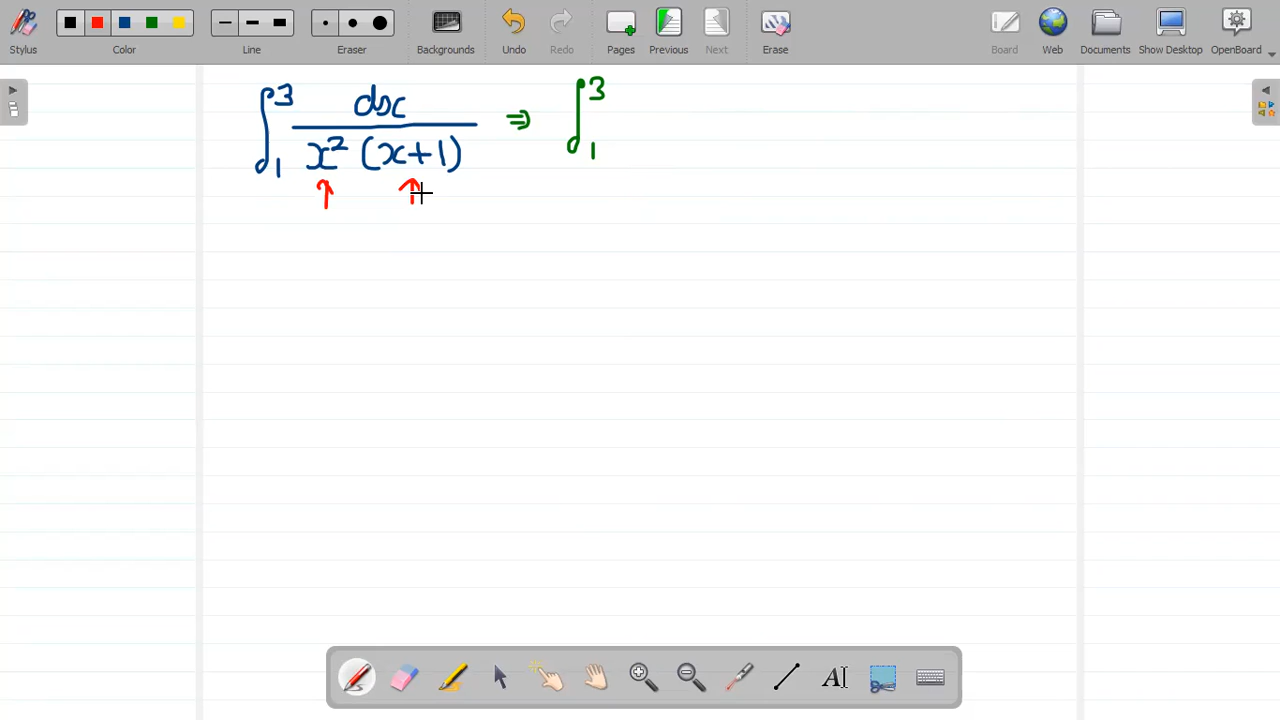 Stylus Color Line Eraser Backgrounds Undo Redo Pages Previous Next Erase Board Web Documents Show Desktop OpenBoard
∫₁³ dx / x² (x+1) ⇒ ∫₁³